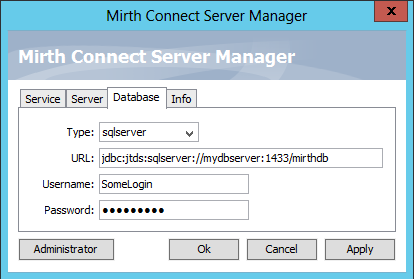 Mirth Connect Server Manager
x
Mirth Connect Server Manager
Service Server Database Info
Type: sqlserver
URL: jdbc:jtds:sqlserver://mydbserver:1433/mirthdb
Username: SomeLogin
Password: •••••••••
Administrator Ok Cancel Apply